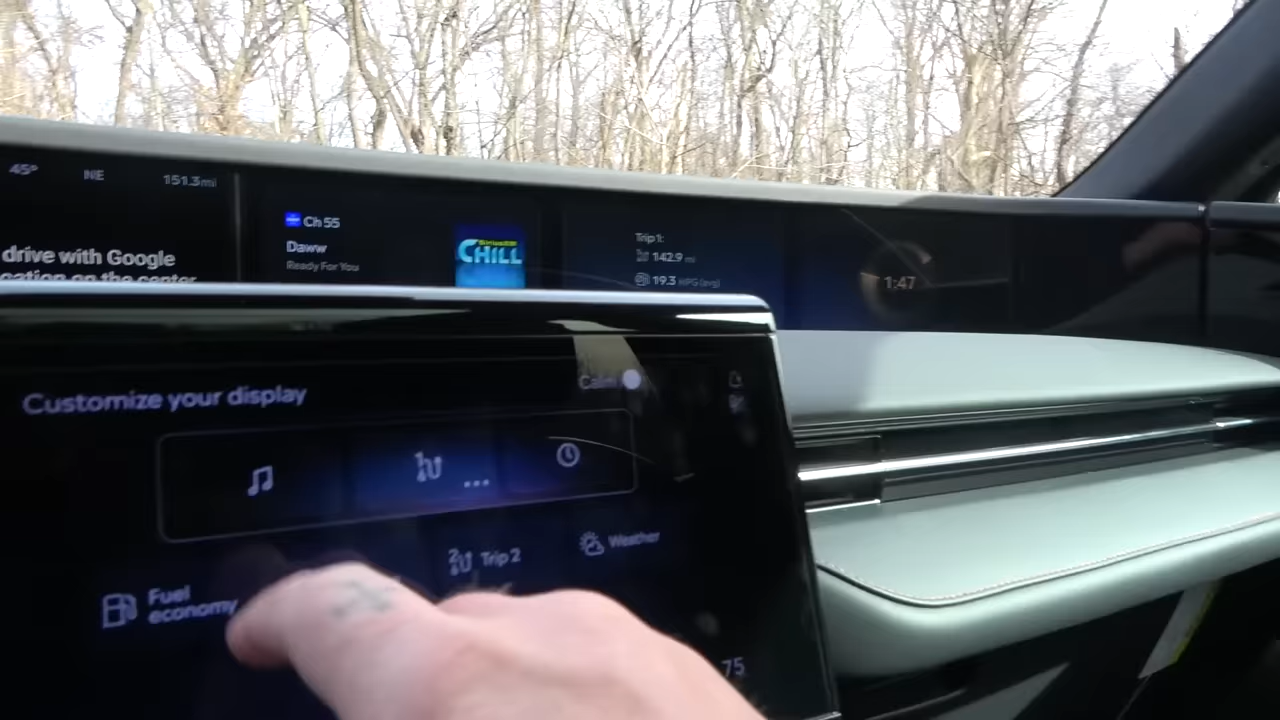 45° NE 151.3mi
drive with Google
cation on the center
Ch 55
Daww
Ready For You
SiriusXM
CHILL
Trip 1:
142.9 mi
19.3 MPG (avg)
1:47
Customize your display
Calm
Fuel
economy
2 Trip 2
Weather
75